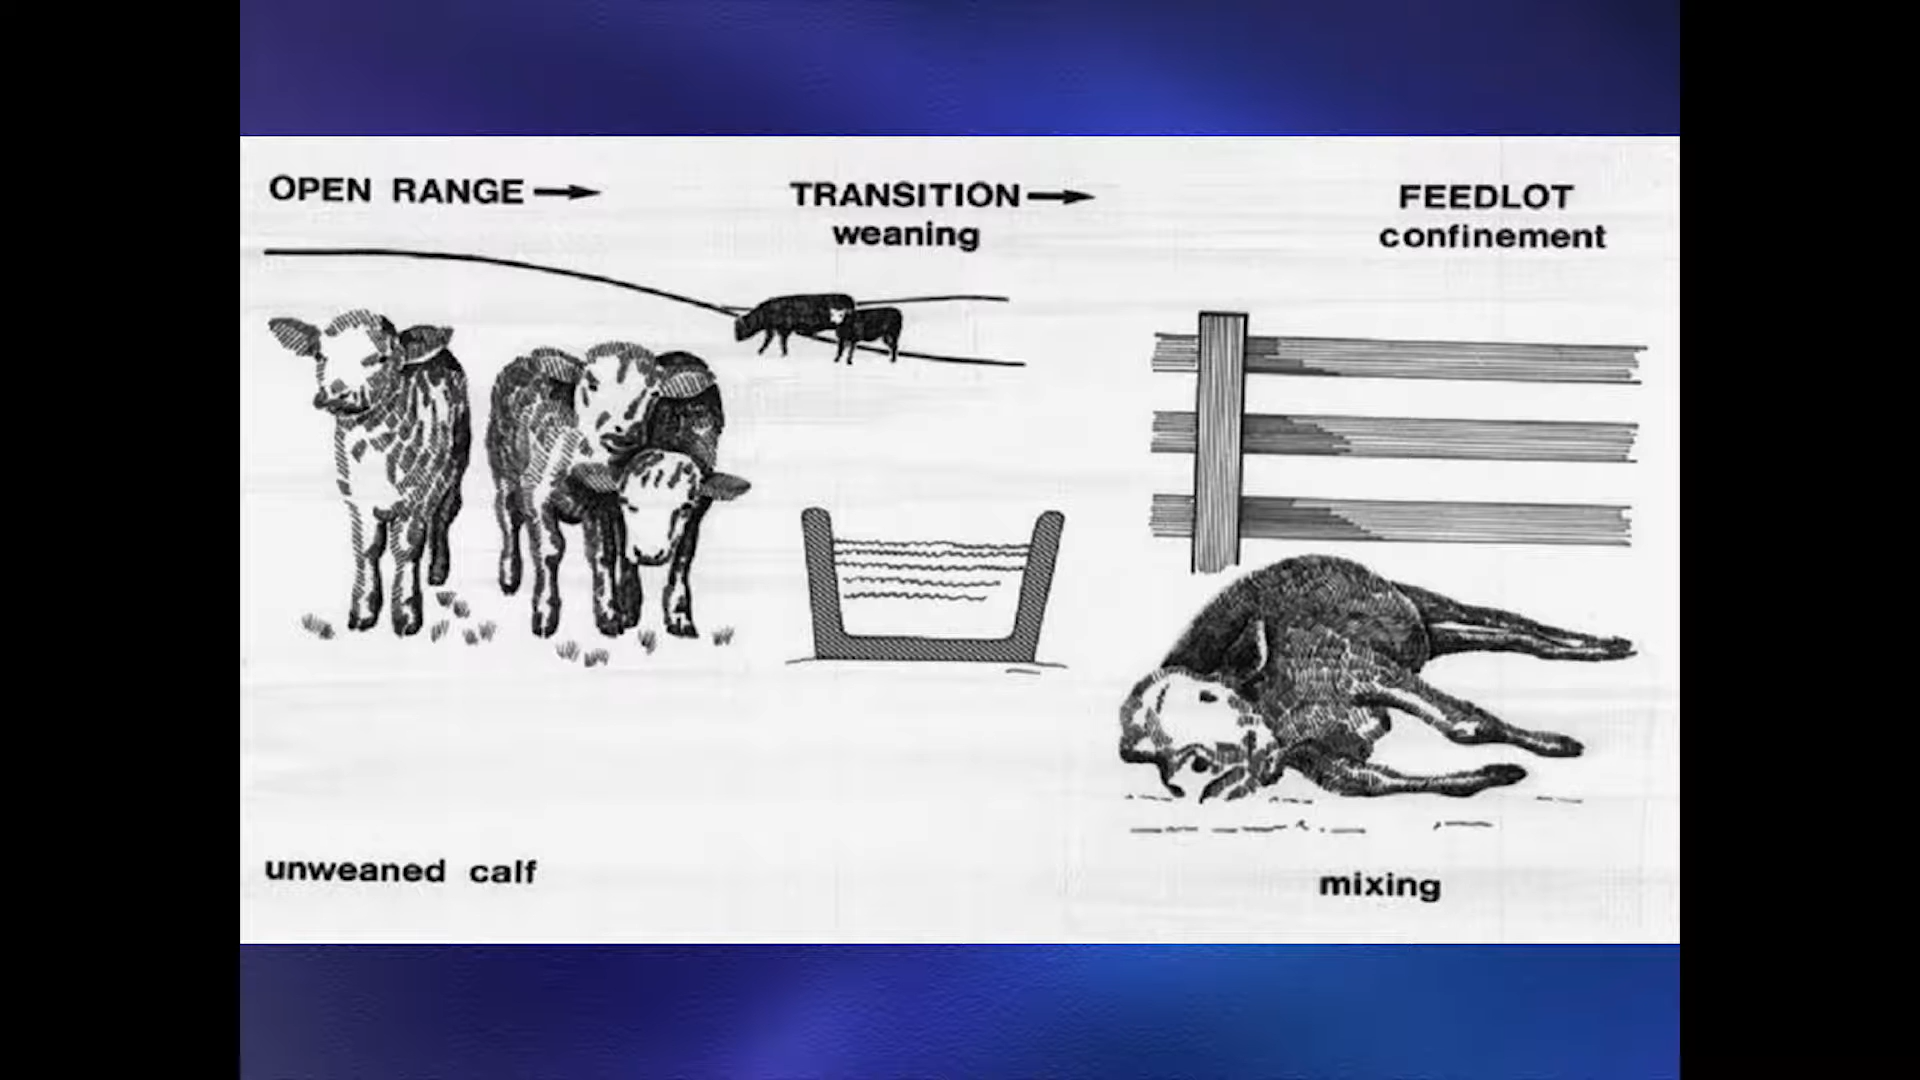 OPEN RANGE
TRANSITION
weaning
FEEDLOT
confinement
unweaned calf
mixing